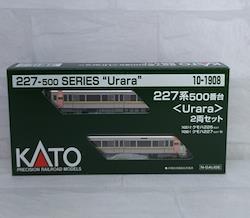 227-500 SERIES "Urara"
10-1908
227系500番台
<Urara>
2両セット
KATO
PRECISION RAILROAD MODELS
N-GAUGE